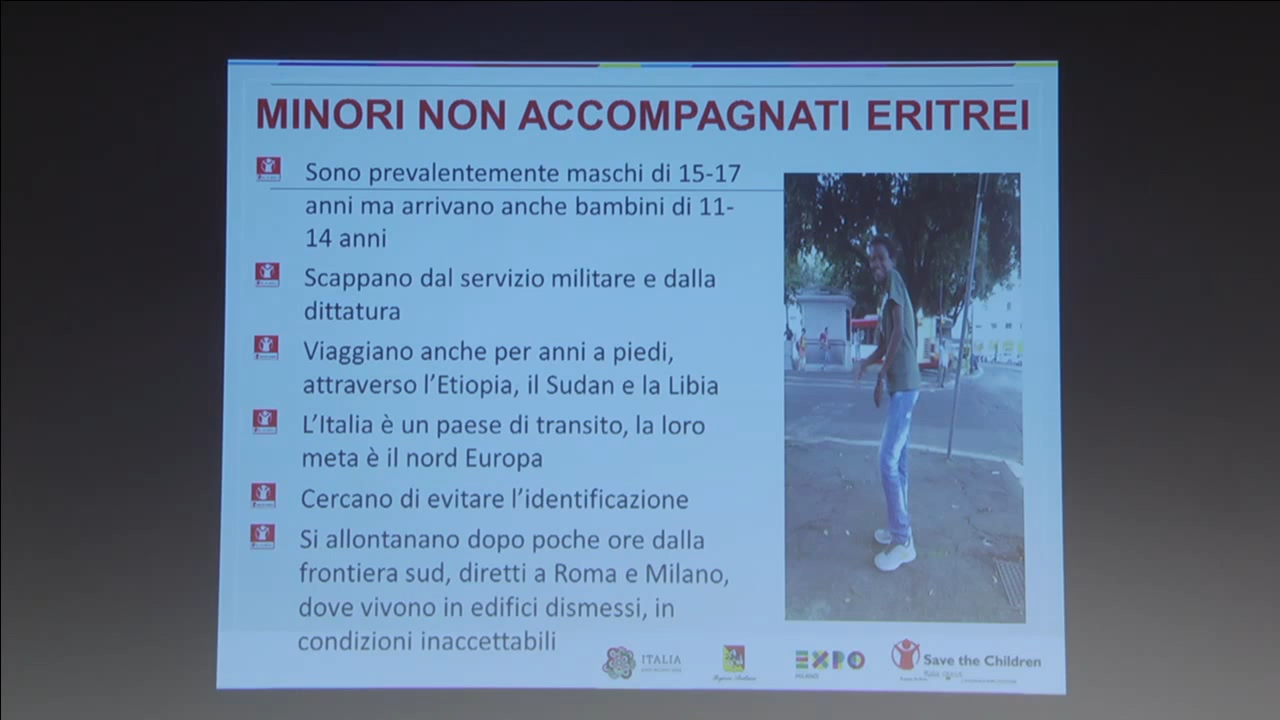 MINORI NON ACCOMPAGNATI ERITREI
Sono prevalentemente maschi di 15-17
anni ma arrivano anche bambini di 11-
14 anni
Scappano dal servizio militare e dalla
dittatura
Viaggiano anche per anni a piedi,
attraverso l’Etiopia, il Sudan e la Libia
L’Italia è un paese di transito, la loro
meta è il nord Europa
Cercano di evitare l’identificazione
Si allontanano dopo poche ore dalla
frontiera sud, diretti a Roma e Milano,
dove vivono in edifici dismessi, in
condizioni inaccettabili
ITALIA
EXPO
Save the Children